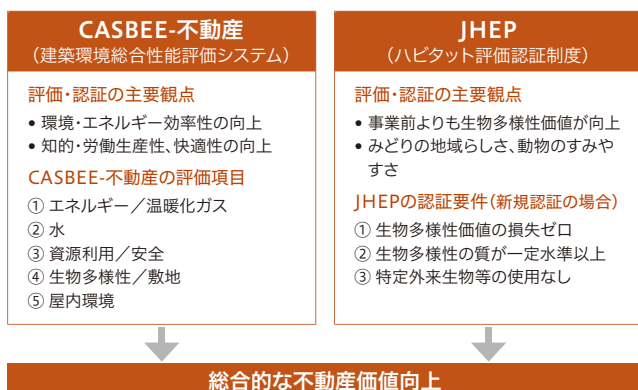 CASBEE-不動産
（建築環境総合性能評価システム）
評価・認証の主要観点
• 環境・エネルギー効率性の向上
• 知的・労働生産性、快適性の向上
CASBEE-不動産の評価項目
① エネルギー／温暖化ガス
② 水
③ 資源利用／安全
④ 生物多様性／敷地
⑤ 屋内環境
JHEP
（ハビタット評価認証制度）
評価・認証の主要観点
• 事業前よりも生物多様性価値が向上
• みどりの地域らしさ、動物のすみや
すさ
JHEPの認証要件（新規認証の場合）
① 生物多様性価値の損失ゼロ
② 生物多様性の質が一定水準以上
③ 特定外来生物等の使用なし
総合的な不動産価値向上